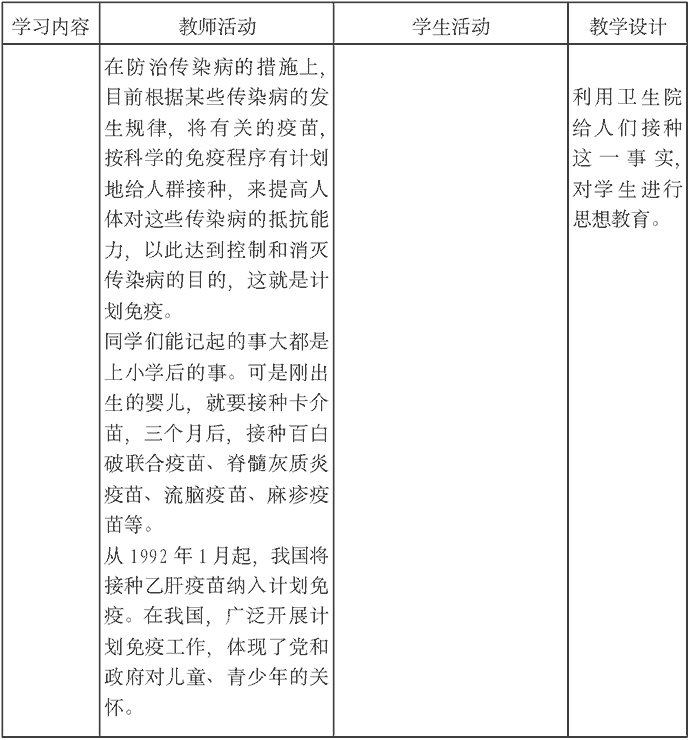 学习内容
教师活动
学生活动
教学设计
在防治传染病的措施上，
目前根据某些传染病的发
生规律，将有关的疫苗，
按科学的免疫程序有计划
地给人群接种，来提高人
体对这些传染病的抵抗能
力，以此达到控制和消灭
传染病的目的，这就是计
划免疫。
同学们能记起的事大都是
上小学后的事。可是刚出
生的婴儿，就要接种卡介
苗，三个月后，接种百白
破联合疫苗、脊髓灰质炎
疫苗、流脑疫苗、麻疹疫
苗等。
从1992年1月起，我国将
接种乙肝疫苗纳入计划免
疫。在我国，广泛开展计
划免疫工作，体现了党和
政府对儿童、青少年的关
怀。
利用卫生院
给人们接种
这一事实，
对学生进行
思想教育。